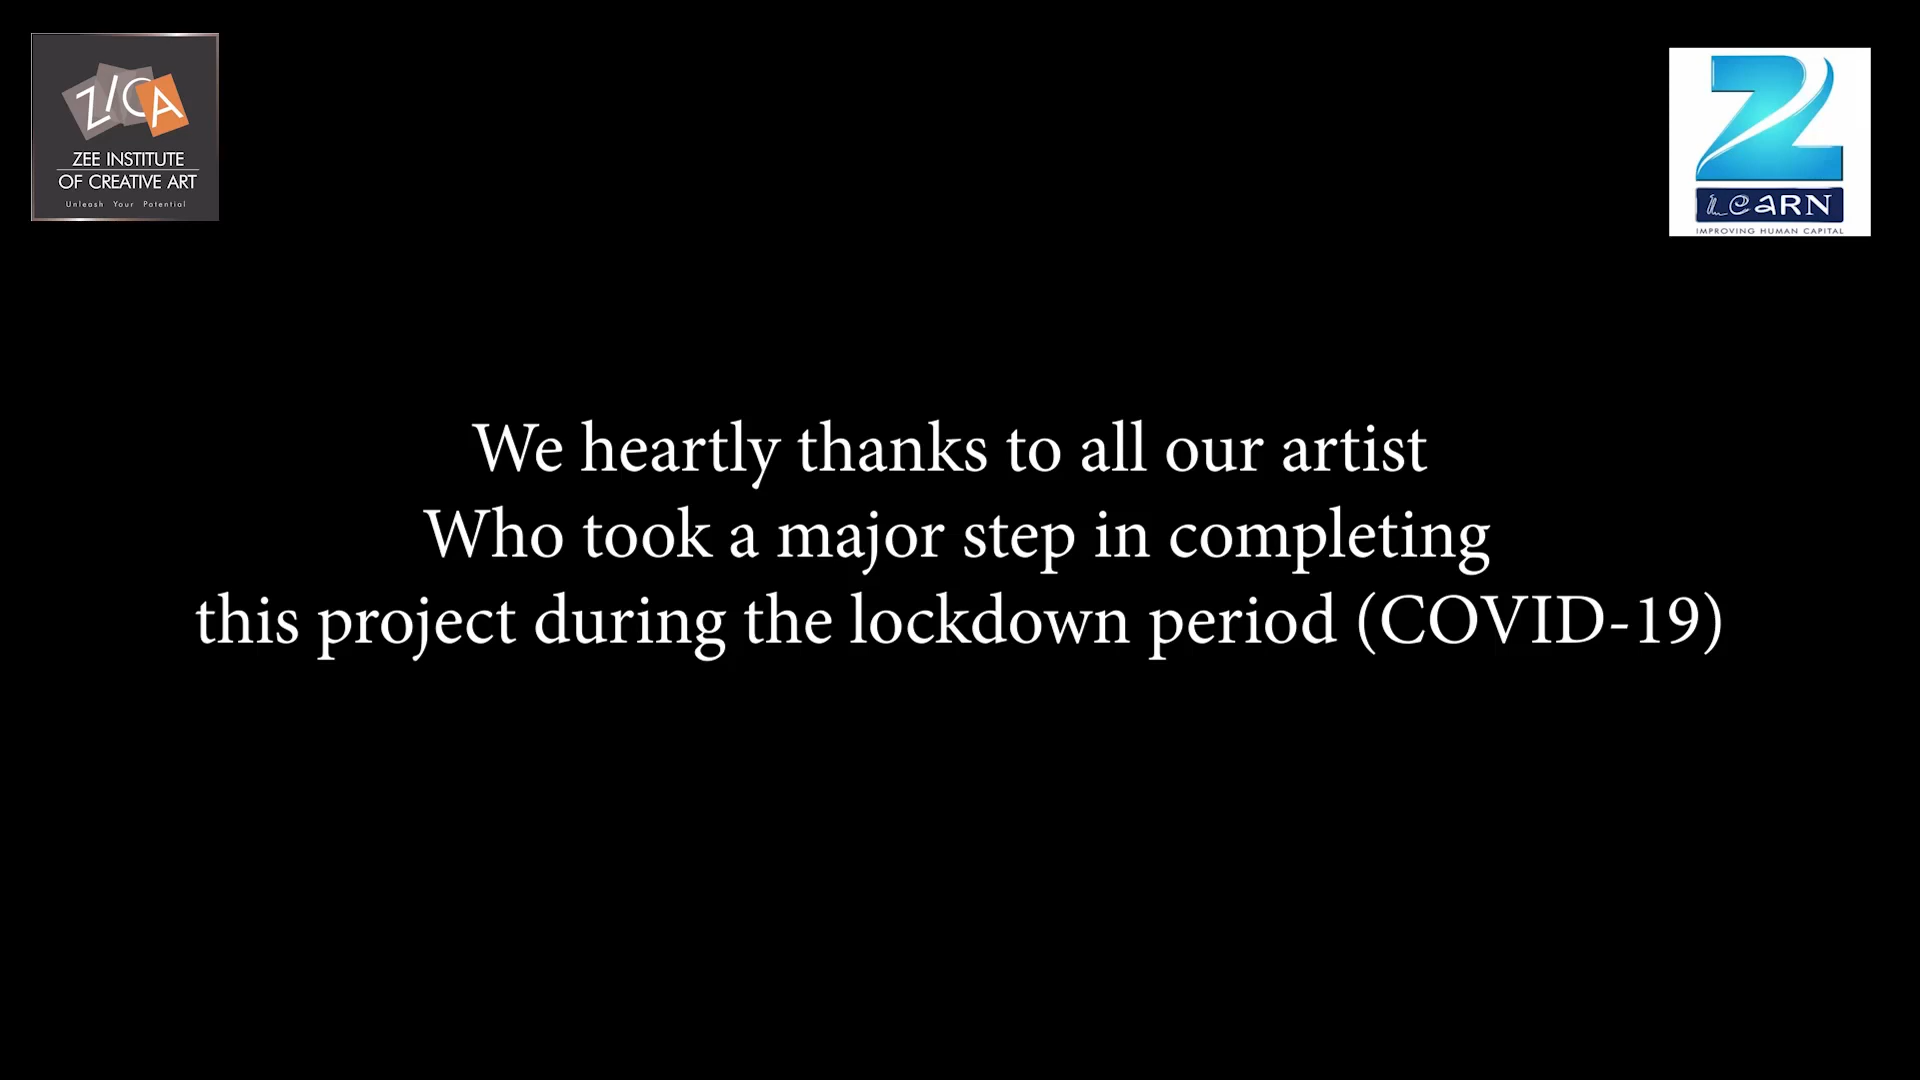 ZICA
ZEE INSTITUTE
OF CREATIVE ART
Unleash Your Potential
Z
LeaRN
IMPROVING HUMAN CAPITAL
We heartly thanks to all our artist
Who took a major step in completing
this project during the lockdown period (COVID-19)